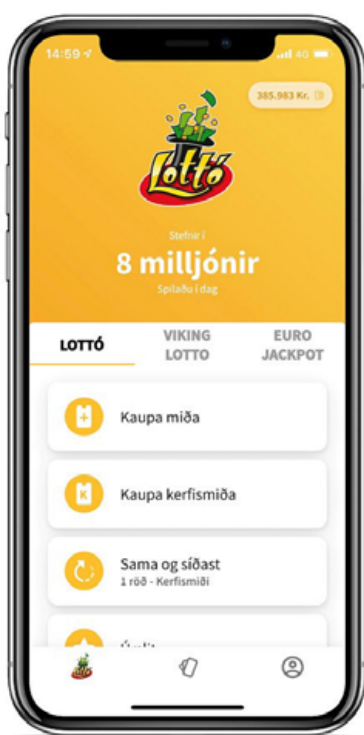 14:59
4G
385.983 Kr.
Lottó
Stefnir í
8 milljónir
Spilaðu í dag
LOTTÓ
VIKING
LOTTO
EURO
JACKPOT
+
Kaupa miða
K
Kaupa kerfismiða
Sama og síðast
1 röð - Kerfismiði